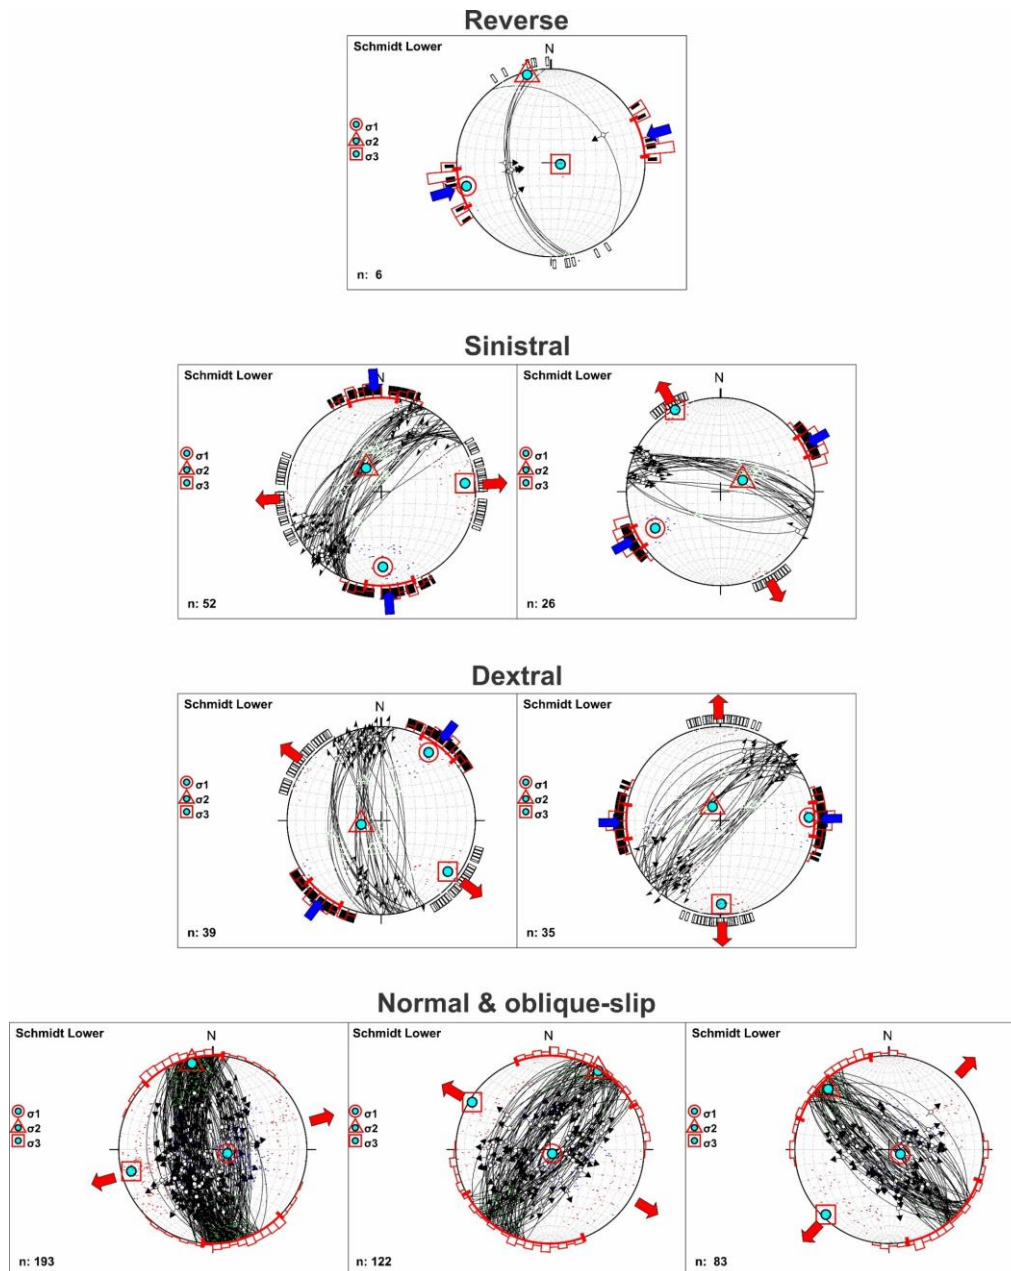 Reverse
Schmidt Lower
N
σ1
σ2
σ3
n: 6
Sinistral
Schmidt Lower
N
σ1
σ2
σ3
n: 52
Schmidt Lower
N
σ1
σ2
σ3
n: 26
Dextral
Schmidt Lower
N
σ1
σ2
σ3
n: 39
Schmidt Lower
N
σ1
σ2
σ3
n: 35
Normal & oblique-slip
Schmidt Lower
N
σ1
σ2
σ3
n: 193
Schmidt Lower
N
σ1
σ2
σ3
n: 122
Schmidt Lower
N
σ1
σ2
σ3
n: 83